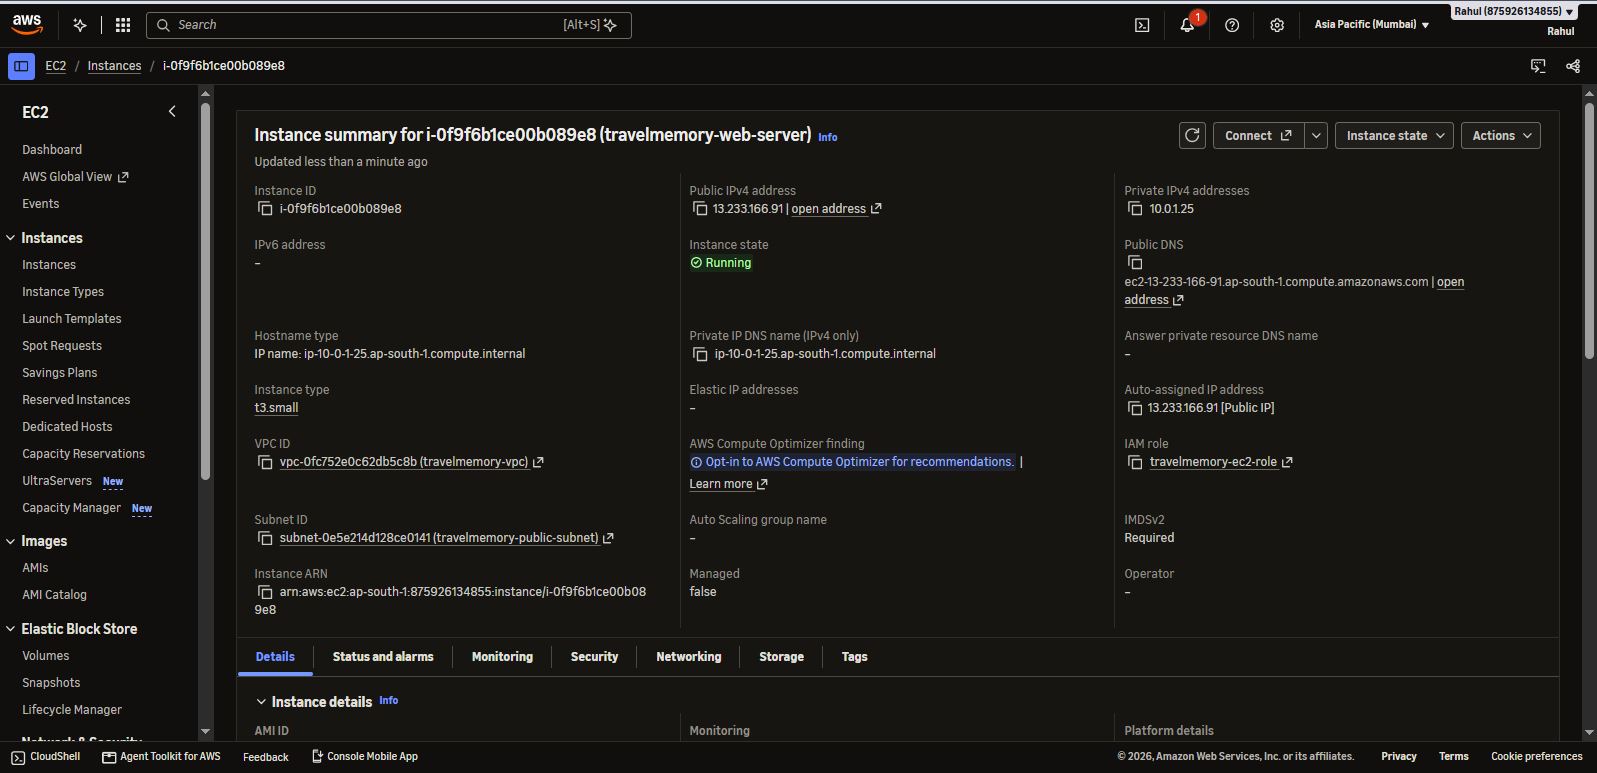 aws
Search [Alt+S]
1
Asia Pacific (Mumbai)
Rahul (875926134855)
Rahul
EC2 / Instances / i-0f9f6b1ce00b089e8
EC2
Dashboard
AWS Global View
Events
Instances
Instances
Instance Types
Launch Templates
Spot Requests
Savings Plans
Reserved Instances
Dedicated Hosts
Capacity Reservations
UltraServers New
Capacity Manager New
Images
AMIs
AMI Catalog
Elastic Block Store
Volumes
Snapshots
Lifecycle Manager
Network & Security
Instance summary for i-0f9f6b1ce00b089e8 (travelmemory-web-server) Info
Updated less than a minute ago
Connect
Instance state
Actions
Instance ID
i-0f9f6b1ce00b089e8
Public IPv4 address
13.233.166.91 | open address
Private IPv4 addresses
10.0.1.25
IPv6 address
–
Instance state
Running
Public DNS
ec2-13-233-166-91.ap-south-1.compute.amazonaws.com | open
address
Hostname type
IP name: ip-10-0-1-25.ap-south-1.compute.internal
Private IP DNS name (IPv4 only)
ip-10-0-1-25.ap-south-1.compute.internal
Answer private resource DNS name
–
Instance type
t3.small
Elastic IP addresses
–
Auto-assigned IP address
13.233.166.91 [Public IP]
VPC ID
vpc-0fc752e0c62db5c8b (travelmemory-vpc)
AWS Compute Optimizer finding
Opt-in to AWS Compute Optimizer for recommendations. |
Learn more
IAM role
travelmemory-ec2-role
Subnet ID
subnet-0e5e214d128ce0141 (travelmemory-public-subnet)
Auto Scaling group name
–
IMDSv2
Required
Instance ARN
arn:aws:ec2:ap-south-1:875926134855:instance/i-0f9f6b1ce00b08
9e8
Managed
false
Operator
–
Details
Status and alarms
Monitoring
Security
Networking
Storage
Tags
Instance details Info
AMI ID
Monitoring
Platform details
CloudShell
Agent Toolkit for AWS
Feedback
Console Mobile App
© 2026, Amazon Web Services, Inc. or its affiliates.
Privacy
Terms
Cookie preferences